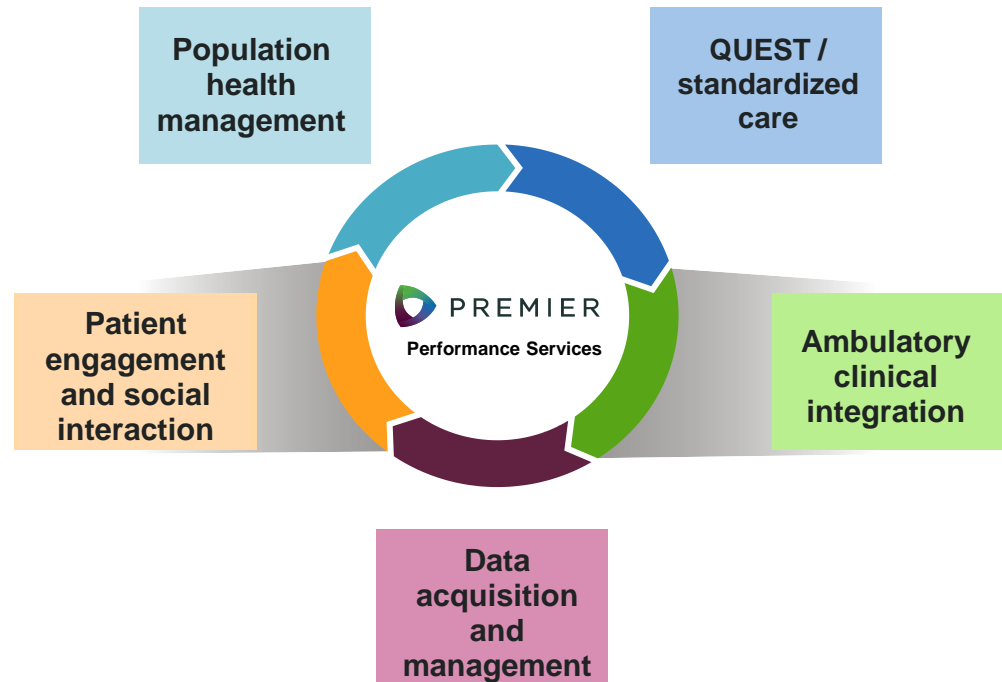 Population
health
management
QUEST /
standardized
care
PREMIER
Performance Services
Patient
engagement
and social
interaction
Ambulatory
clinical
integration
Data
acquisition
and
management